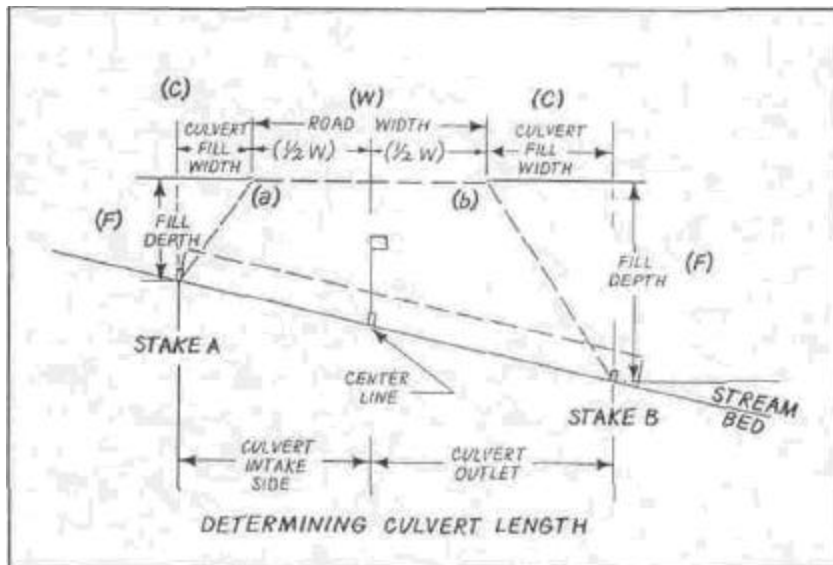 (C)
(W)
(C)
CULVERT
FILL
WIDTH
ROAD WIDTH
(½ W)
(½ W)
CULVERT
FILL
WIDTH
(a)
(b)
(F)
FILL
DEPTH
FILL
DEPTH
(F)
STAKE A
CENTER
LINE
STAKE B
STREAM
BED
CULVERT
INTAKE
SIDE
CULVERT
OUTLET
DETERMINING CULVERT LENGTH